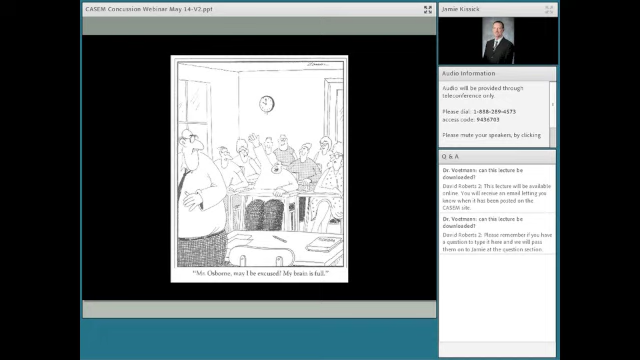 CASEM Concussion Webinar May 14-V2.ppt
"Mr. Osborne, may I be excused? My brain is full."
Jamie Kissick
Audio Information
Audio will be provided through
teleconference only.
Please dial: 1-888-289-4573
access code: 9436703
Please mute your speakers, by clicking
Q & A
Dr. Vostmann: can this lecture be
downloaded?
David Roberts 2: This lecture will be available
online. You will receive an email letting you
know when it has been posted on the
CASEM site.
Dr. Vostmann: can this lecture be
downloaded?
David Roberts 2: Please remember if you have
a question to type it here and we will pass
them on to Jamie at the question section.